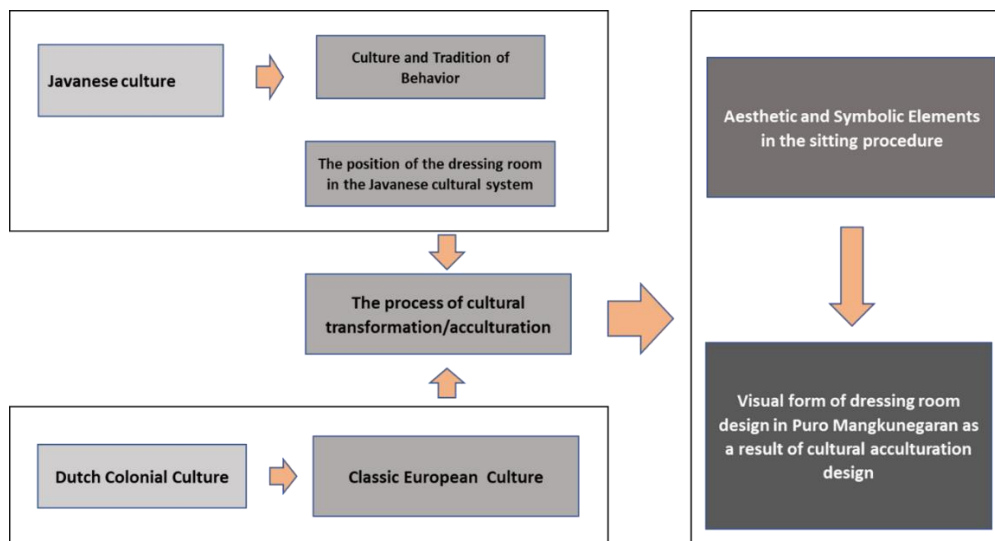 Javanese culture
Culture and Tradition of
Behavior
The position of the dressing room
in the Javanese cultural system
The process of cultural
transformation/acculturation
Dutch Colonial Culture
Classic European Culture
Aesthetic and Symbolic Elements
in the sitting procedure
Visual form of dressing room
design in Puro Mangkunegaran as
a result of cultural acculturation
design